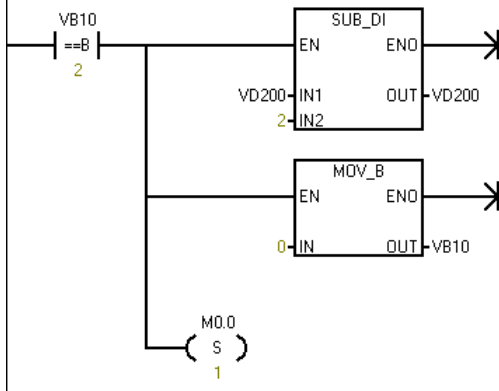 VB10
==B
2
SUB_DI
EN ENO
VD200 IN1 OUT VD200
2 IN2
MOV_B
EN ENO
0 IN OUT VB10
M0.0
S
1